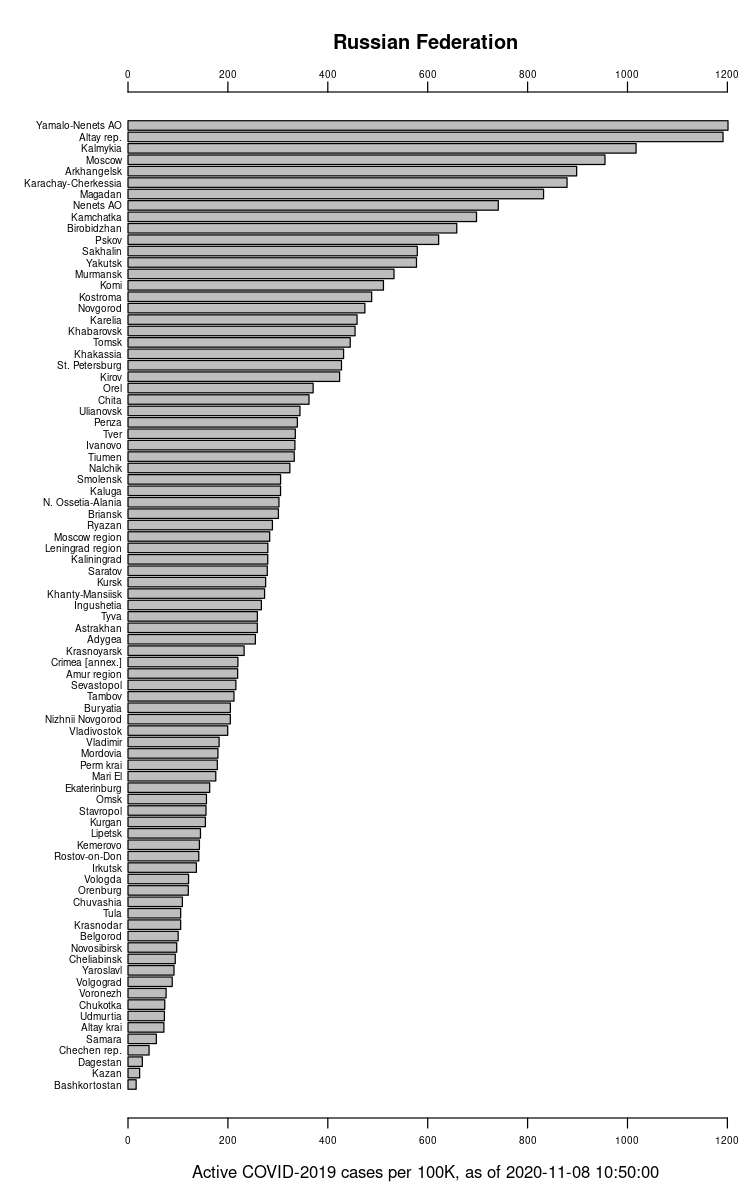 Russian Federation
0 200 400 600 800 1000 1200
Yamalo-Nenets AO
Altay rep.
Kalmykia
Moscow
Arkhangelsk
Karachay-Cherkessia
Magadan
Nenets AO
Kamchatka
Birobidzhan
Pskov
Sakhalin
Yakutsk
Murmansk
Komi
Kostroma
Novgorod
Karelia
Khabarovsk
Tomsk
Khakassia
St. Petersburg
Kirov
Orel
Chita
Ulianovsk
Penza
Tver
Ivanovo
Tiumen
Nalchik
Smolensk
Kaluga
N. Ossetia-Alania
Briansk
Ryazan
Moscow region
Leningrad region
Kaliningrad
Saratov
Kursk
Khanty-Mansiisk
Ingushetia
Tyva
Astrakhan
Adygea
Krasnoyarsk
Crimea [annex.]
Amur region
Sevastopol
Tambov
Buryatia
Nizhnii Novgorod
Vladivostok
Vladimir
Mordovia
Perm krai
Mari El
Ekaterinburg
Omsk
Stavropol
Kurgan
Lipetsk
Kemerovo
Rostov-on-Don
Irkutsk
Vologda
Orenburg
Chuvashia
Tula
Krasnodar
Belgorod
Novosibirsk
Cheliabinsk
Yaroslavl
Volgograd
Voronezh
Chukotka
Udmurtia
Altay krai
Samara
Chechen rep.
Dagestan
Kazan
Bashkortostan
0 200 400 600 800 1000 1200
Active COVID-2019 cases per 100K, as of 2020-11-08 10:50:00